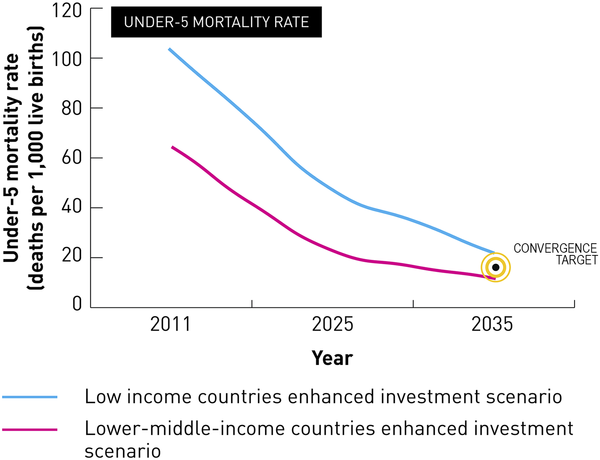 UNDER-5 MORTALITY RATE
Under-5 mortality rate
(deaths per 1,000 live births)
120
100
80
60
40
20
0
CONVERGENCE
TARGET
2011
2025
2035
Year
Low income countries enhanced investment scenario
Lower-middle-income countries enhanced investment
scenario